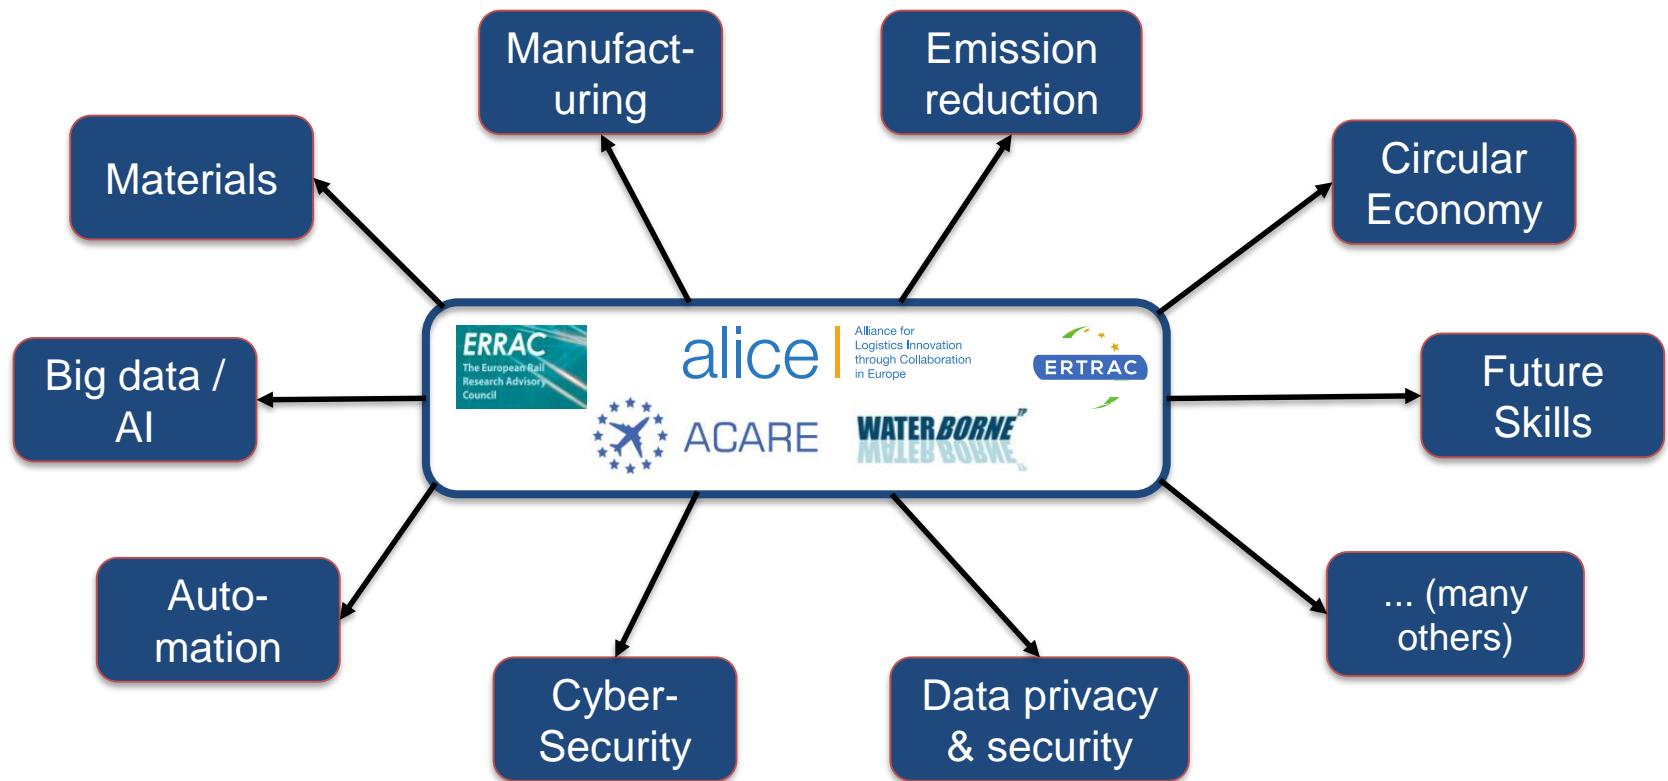 Manufact-
uring
Emission
reduction
Materials
Circular
Economy
ERRAC
The European Rail
Research Advisory
Council
alice
Alliance for
Logistics Innovation
through Collaboration
in Europe
ERTRAC
Big data /
AI
Future
Skills
ACARE
WATERBORNE TP
Auto-
mation
... (many
others)
Cyber-
Security
Data privacy
& security